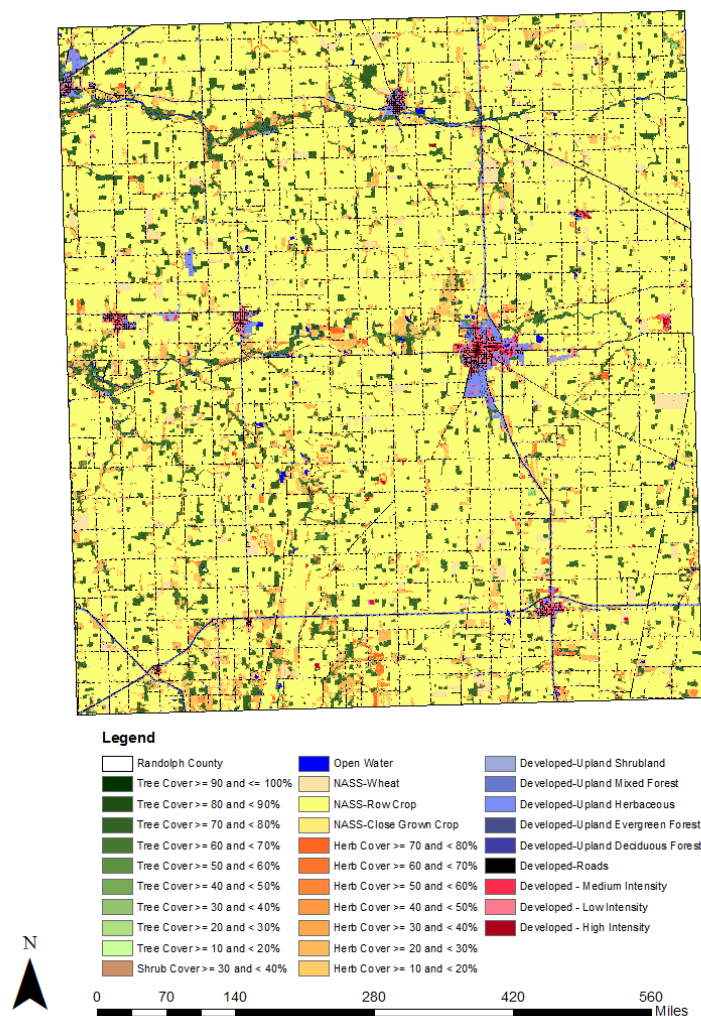 Legend
Randolph County
Tree Cover >= 90 and <= 100%
Tree Cover >= 80 and < 90%
Tree Cover >= 70 and < 80%
Tree Cover >= 60 and < 70%
Tree Cover >= 50 and < 60%
Tree Cover >= 40 and < 50%
Tree Cover >= 30 and < 40%
Tree Cover >= 20 and < 30%
Tree Cover >= 10 and < 20%
Shrub Cover >= 30 and < 40%
Open Water
NASS-Wheat
NASS-Row Crop
NASS-Close Grown Crop
Herb Cover >= 70 and < 80%
Herb Cover >= 60 and < 70%
Herb Cover >= 50 and < 60%
Herb Cover >= 40 and < 50%
Herb Cover >= 30 and < 40%
Herb Cover >= 20 and < 30%
Herb Cover >= 10 and < 20%
Developed-Upland Shrubland
Developed-Upland Mixed Forest
Developed-Upland Herbaceous
Developed-Upland Evergreen Forest
Developed-Upland Deciduous Forest
Developed-Roads
Developed - Medium Intensity
Developed - Low Intensity
Developed - High Intensity
N
0 70 140 280 420 560
Miles